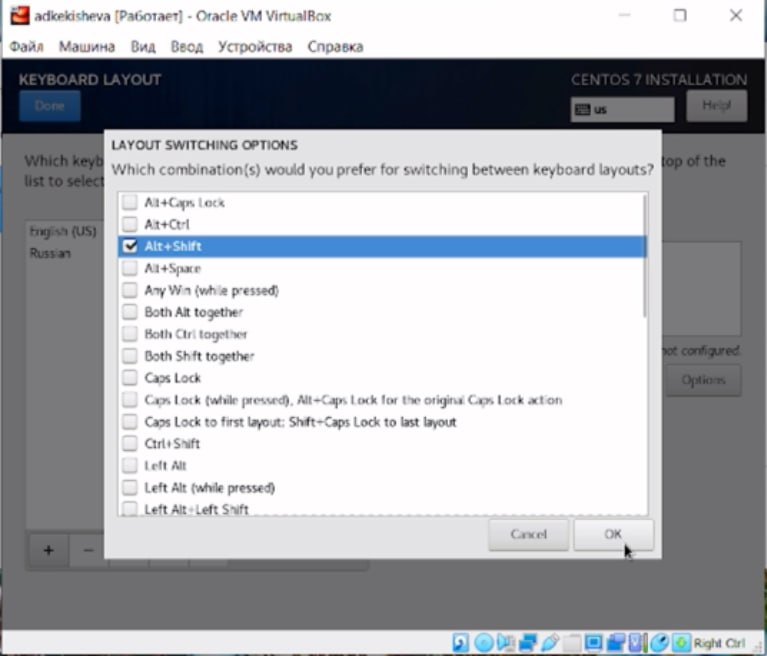 adkekisheva [Работает] - Oracle VM VirtualBox
Файл Машина Вид Ввод Устройства Справка
KEYBOARD LAYOUT
CENTOS 7 INSTALLATION
Done
us
Help!
Which keyb
top of the
list to select
LAYOUT SWITCHING OPTIONS
Which combination(s) would you prefer for switching between keyboard layouts?
English (US)
Russian
Alt+Caps Lock
Alt+Ctrl
Alt+Shift
Alt+Space
Any Win (while pressed)
Both Alt together
Both Ctrl together
Both Shift together
Caps Lock
Caps Lock (while pressed), Alt+Caps Lock for the original Caps Lock action
Caps Lock to first layout; Shift+Caps Lock to last layout
Ctrl+Shift
Left Alt
Left Alt (while pressed)
Left Alt+Left Shift
not configured.
Options
+ −
Cancel
OK
Right Ctrl